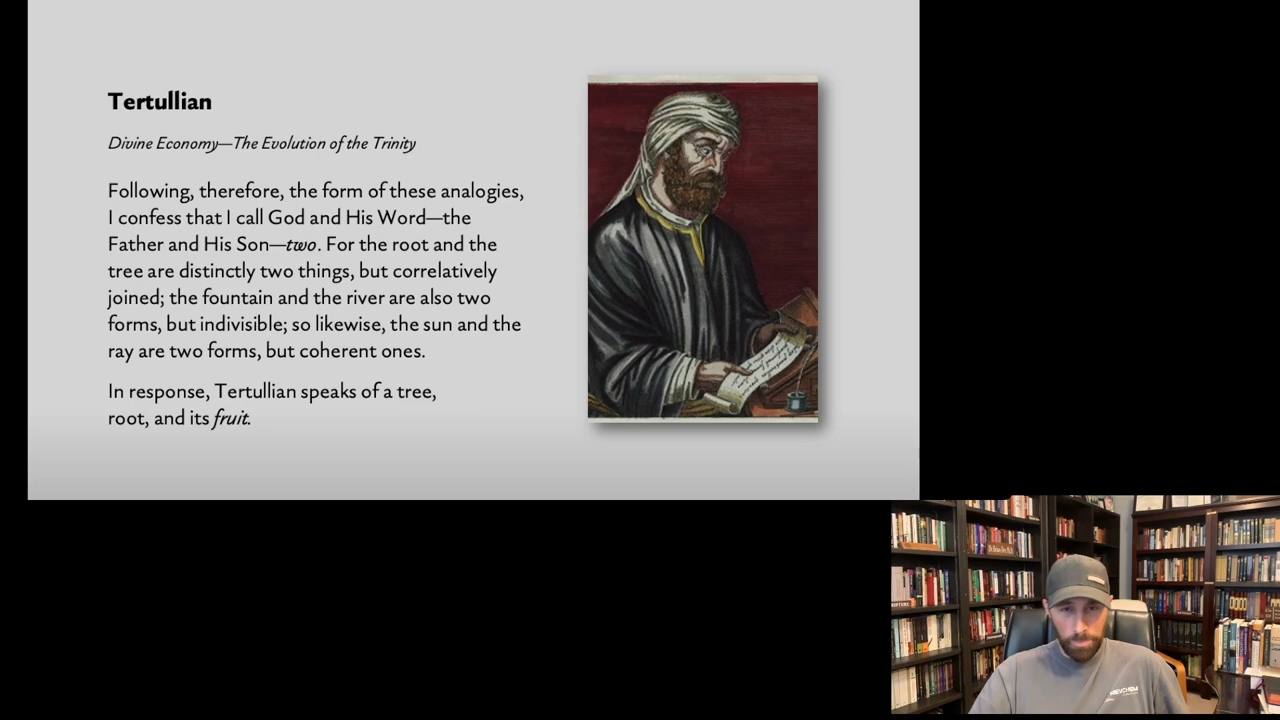 Tertullian
Divine Economy—The Evolution of the Trinity
Following, therefore, the form of these analogies,
I confess that I call God and His Word—the
Father and His Son—two. For the root and the
tree are distinctly two things, but correlatively
joined; the fountain and the river are also two
forms, but indivisible; so likewise, the sun and the
ray are two forms, but coherent ones.
In response, Tertullian speaks of a tree,
root, and its fruit.